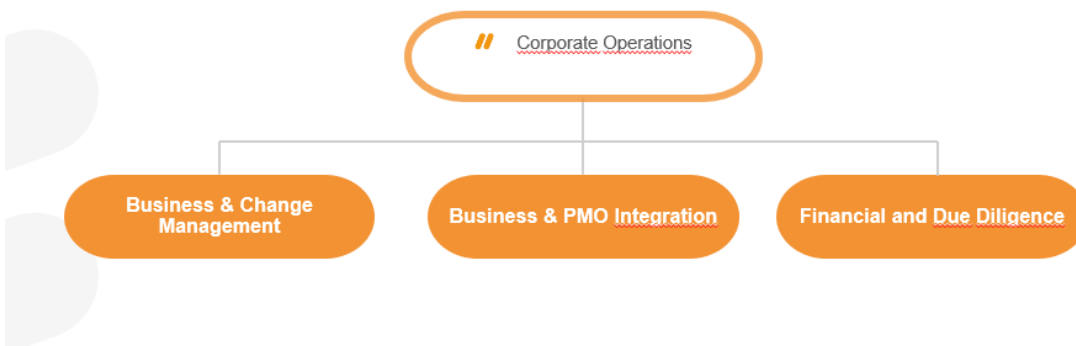 Corporate Operations
Business & Change
Management
Business & PMO Integration
Financial and Due Diligence